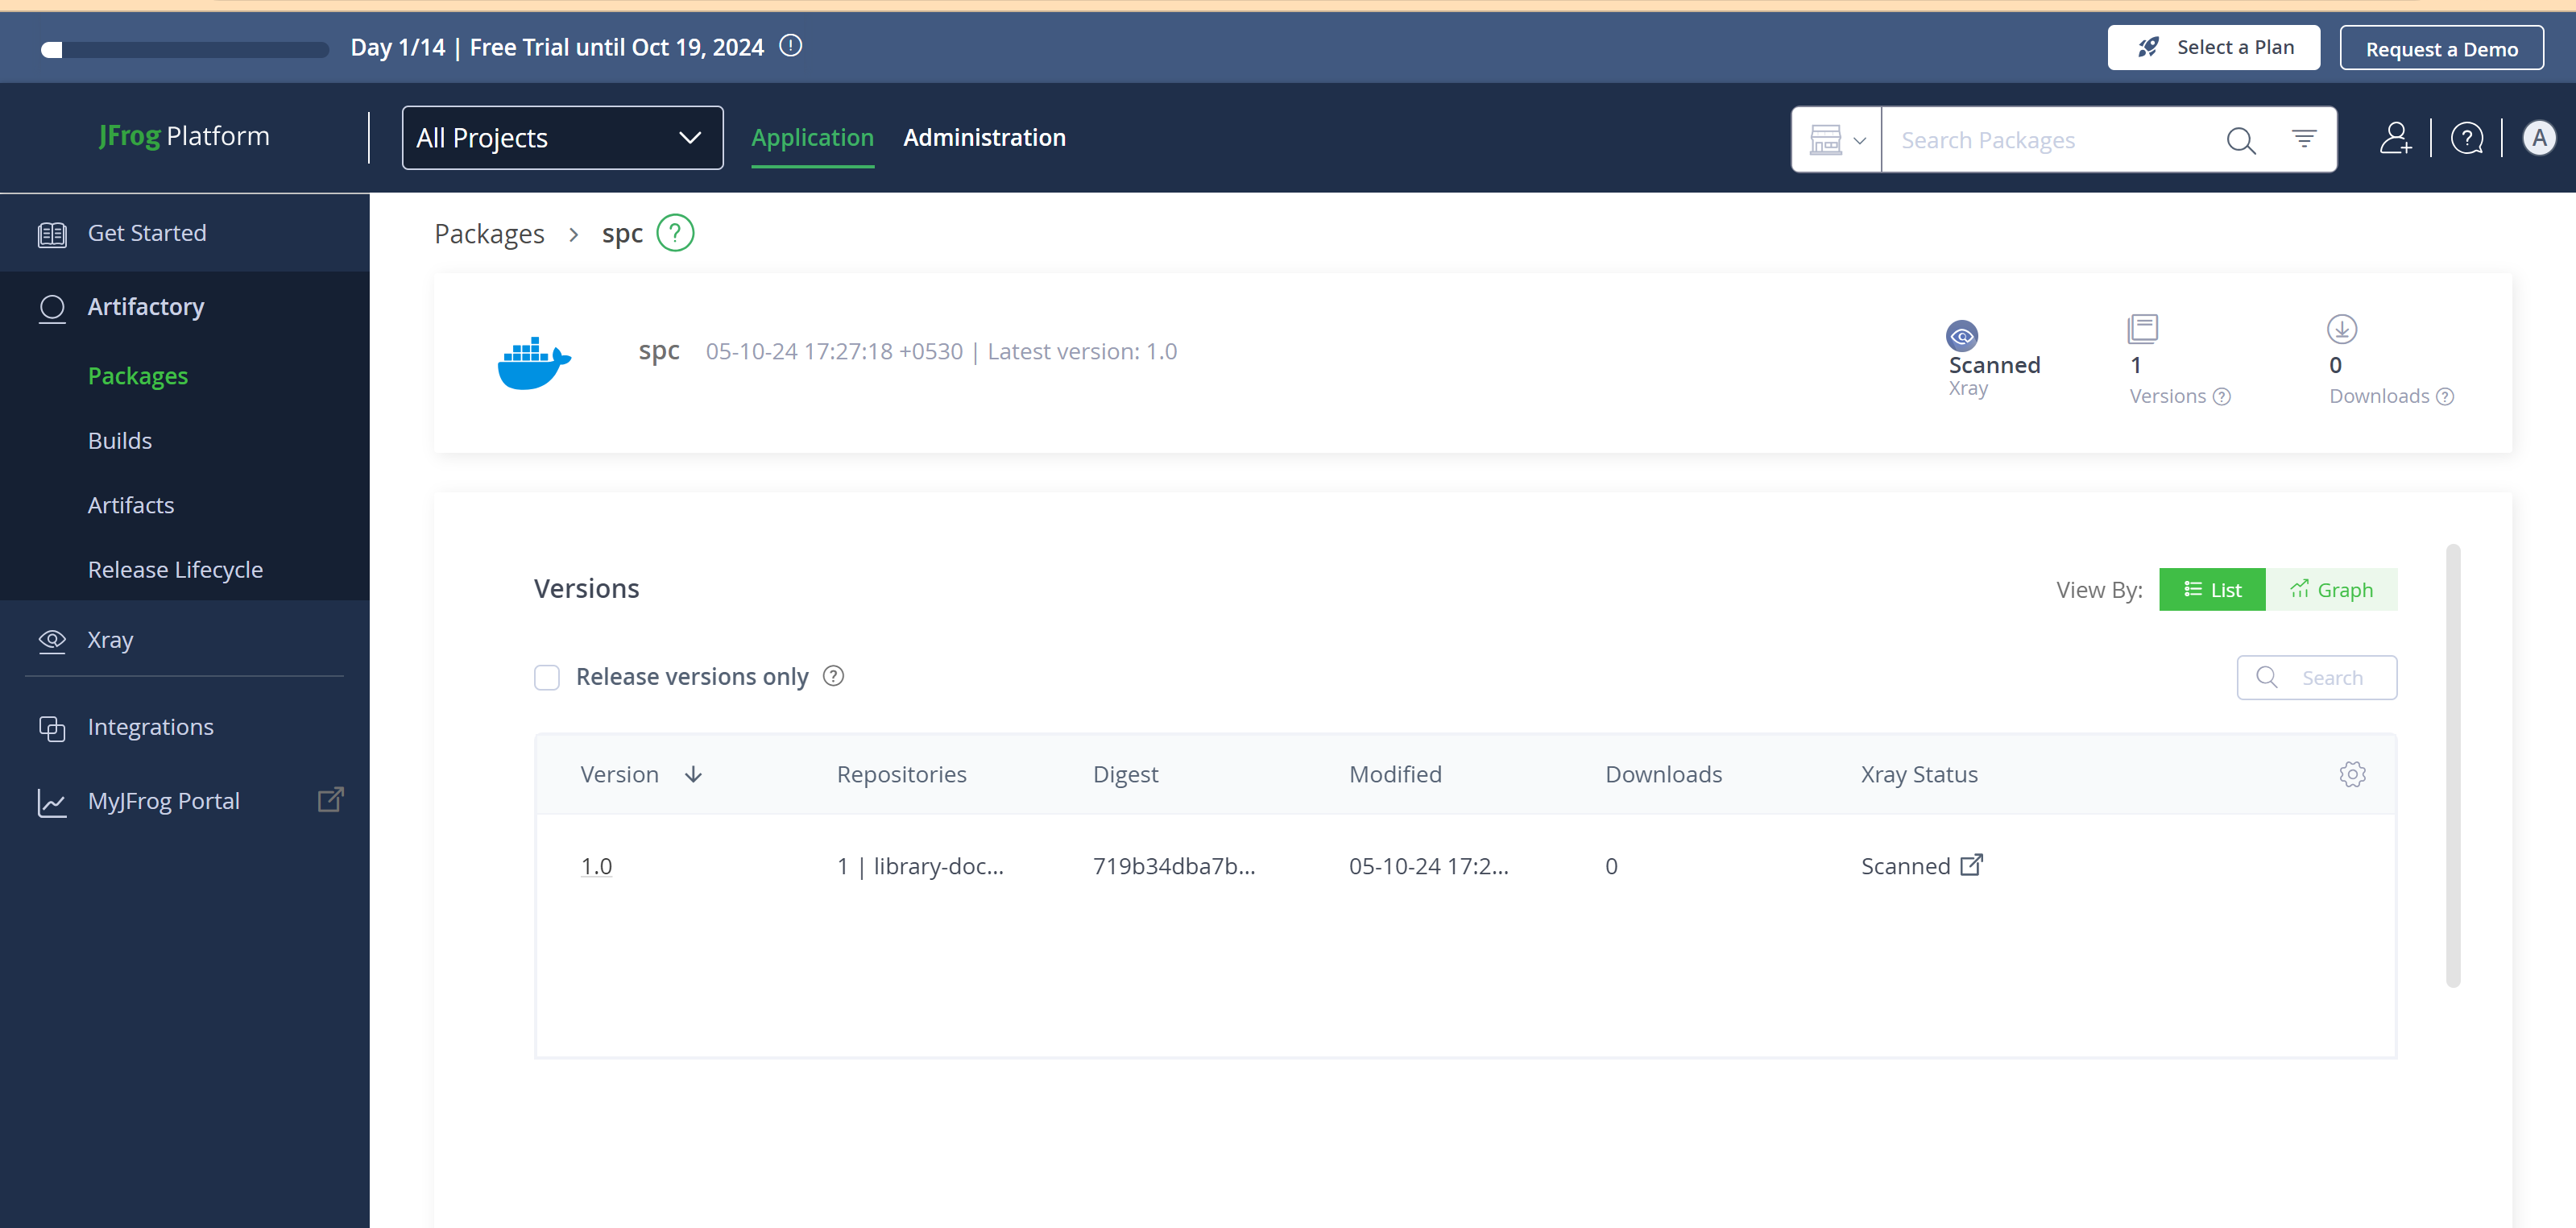 Day 1/14 | Free Trial until Oct 19, 2024
Select a Plan
Request a Demo
JFrog Platform
All Projects
Application
Administration
Search Packages
A
Get Started
Artifactory
Packages
Builds
Artifacts
Release Lifecycle
Xray
Integrations
MyJFrog Portal
Packages > spc ?
spc 05-10-24 17:27:18 +0530 | Latest version: 1.0
Scanned
Xray
1
Versions ?
0
Downloads ?
Versions
View By: List Graph
Release versions only ?
Search
Version Repositories Digest Modified Downloads Xray Status
1.0 1 | library-doc... 719b34dba7b... 05-10-24 17:2... 0 Scanned